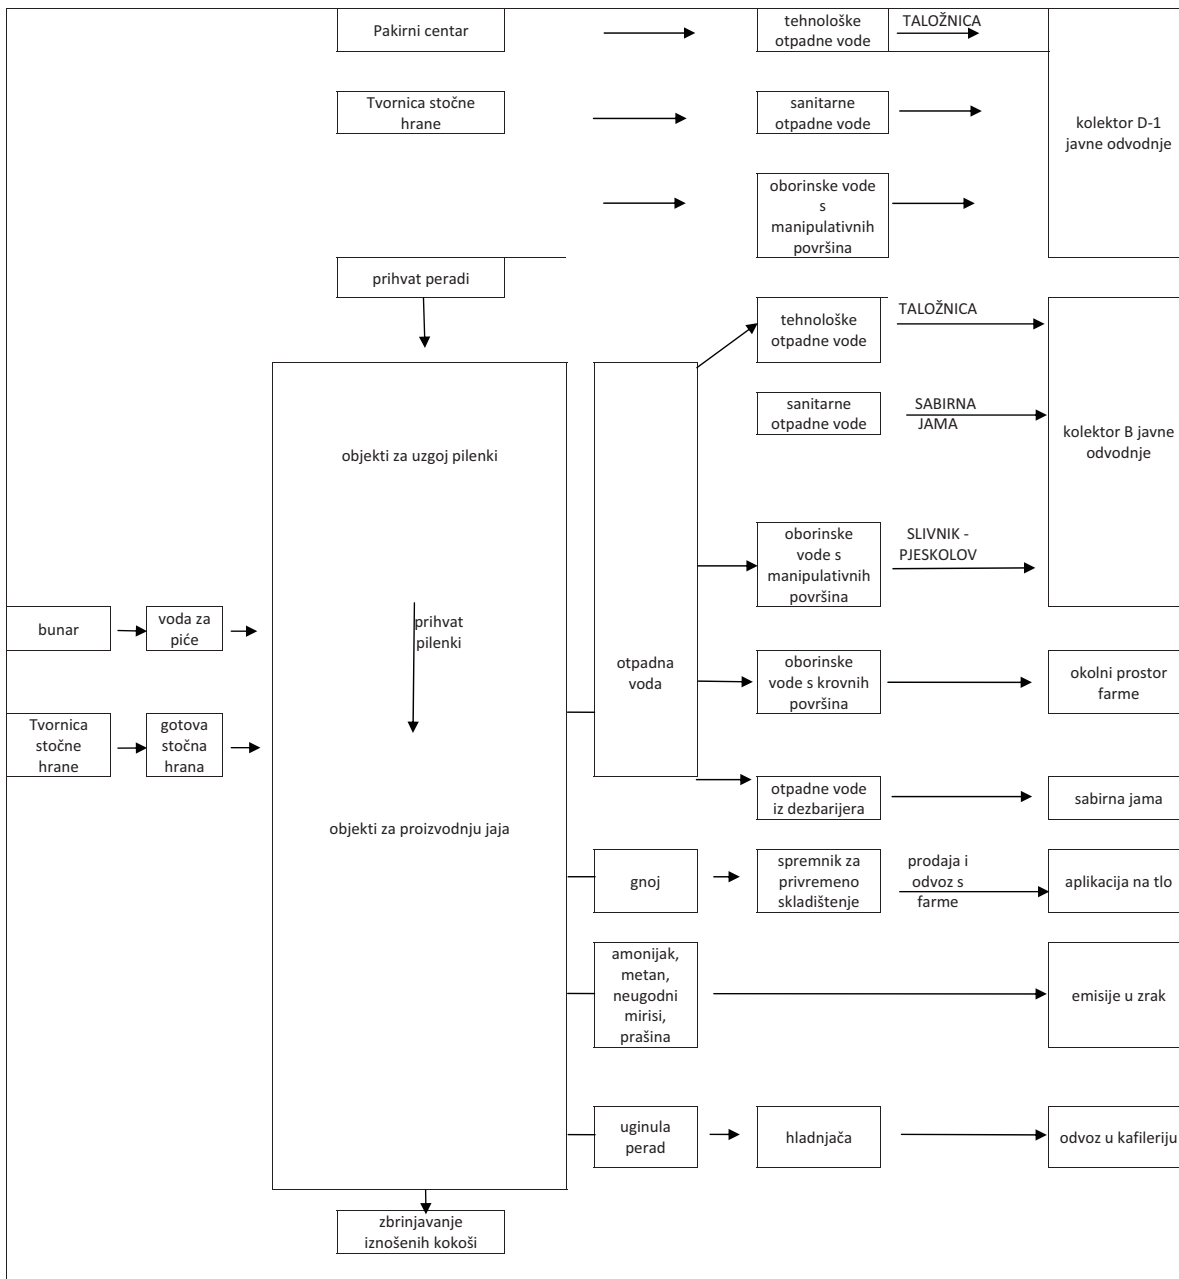 Pakirni centar
tehnološke
otpadne vode
TALOŽNICA
Tvornica stočne
hrane
sanitarne
otpadne vode
kolektor D-1
javne odvodnje
oborinske vode
s
manipulativnih
površina
prihvat peradi
tehnološke
otpadne vode
TALOŽNICA
sanitarne
otpadne vode
SABIRNA
JAMA
kolektor B javne
odvodnje
objekti za uzgoj pilenki
oborinske
vode s
manipulativnih
površina
SLIVNIK -
PJESKOLOV
bunar
voda za
piće
prihvat
pilenki
otpadna
voda
oborinske
vode s krovnih
površina
okolni prostor
farme
Tvornica
stočne
hrane
gotova
stočna
hrana
otpadne vode
iz dezbarijera
sabirna jama
objekti za proizvodnju jaja
gnoj
spremnik za
privremeno
skladištenje
prodaja i
odvoz s
farme
aplikacija na tlo
amonijak,
metan,
neugodni
mirisi,
prašina
emisije u zrak
uginula
perad
hladnjača
odvoz u kafileriju
zbrinjavanje
iznošenih kokoši